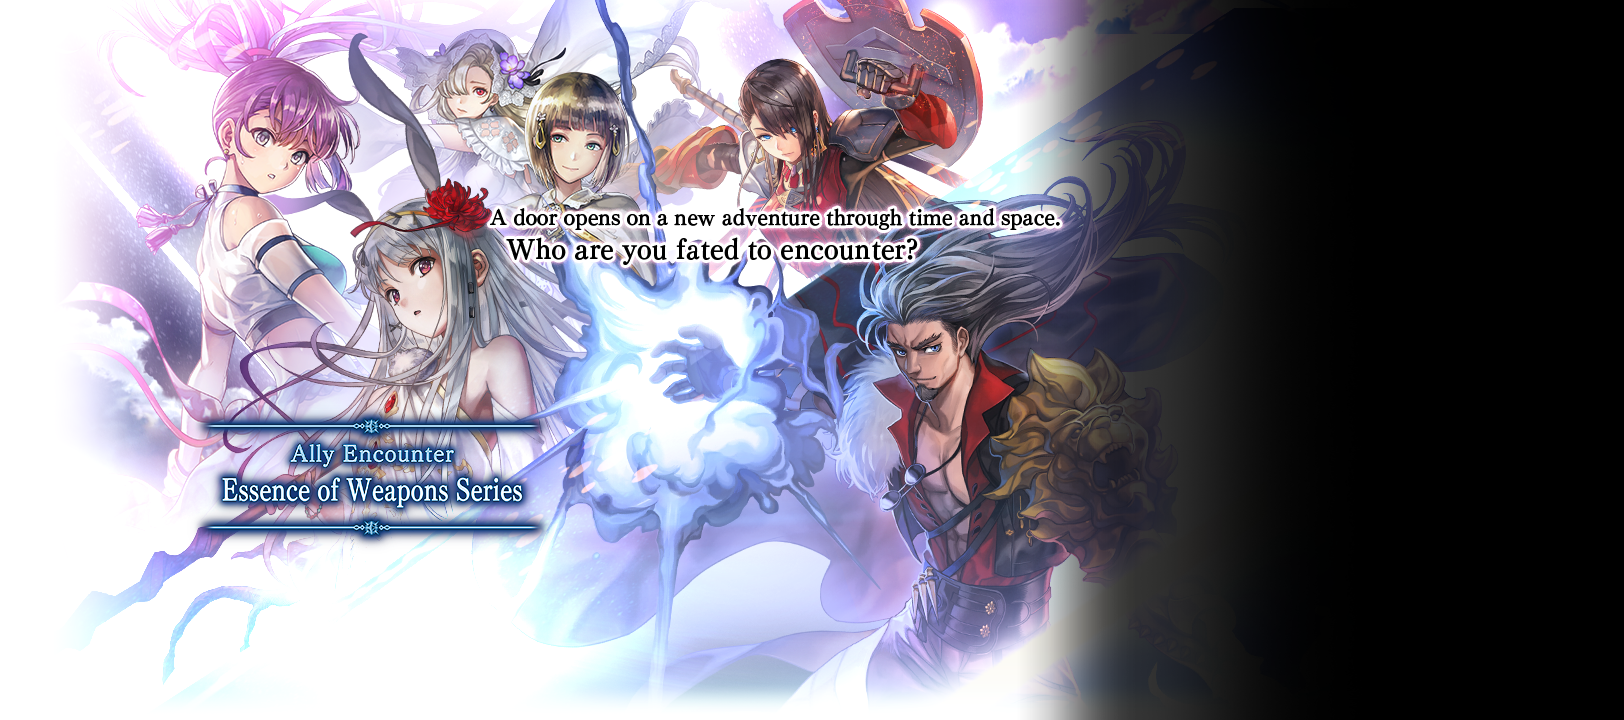 A door opens on a new adventure through time and space.
Who are you fated to encounter?
Ally Encounter
Essence of Weapons Series